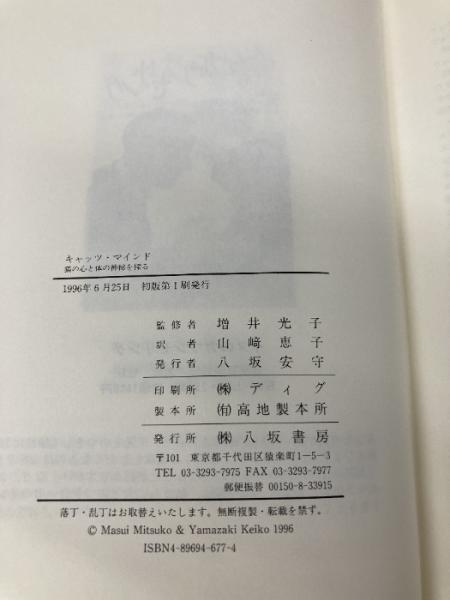 キャッツ・マインド
猫の心と体の神秘を探る
1996年6月25日 初版第1刷発行
監修者 増井光子
訳者 山﨑恵子
発行者 八坂安守
印刷所 ㈱ディグ
製本所 ㈲高地製本所
発行所 ㈱八坂書房
〒101 東京都千代田区猿楽町1-5-3
TEL 03-3293-7975 FAX 03-3293-7977
郵便振替 00150-8-33915
落丁・乱丁はお取替えいたします。無断複製・転載を禁ず。
© Masui Mitsuko & Yamazaki Keiko 1996
ISBN4-89694-677-4